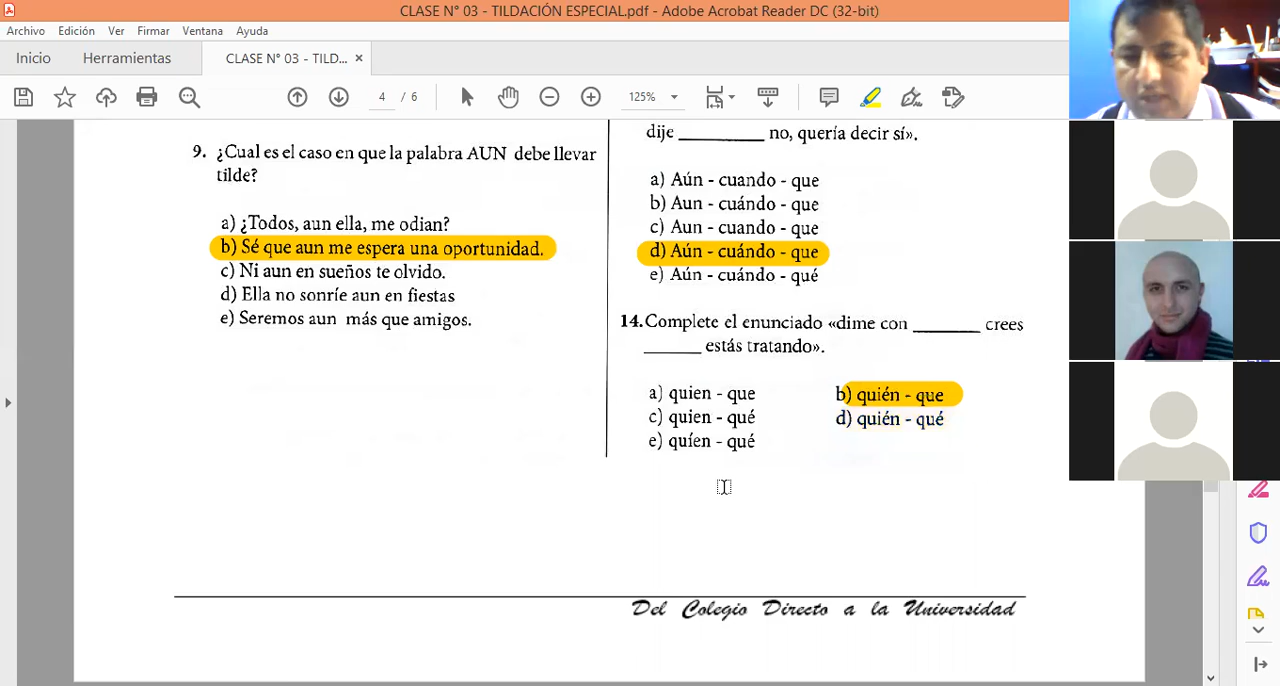 CLASE N° 03 - TILDACIÓN ESPECIAL.pdf - Adobe Acrobat Reader DC (32-bit)
Archivo Edición Ver Firmar Ventana Ayuda
Inicio Herramientas CLASE N° 03 - TILD... ×
4 / 6 125%
9. ¿Cual es el caso en que la palabra AUN debe llevar
tilde?
a) ¿Todos, aun ella, me odian?
b) Sé que aun me espera una oportunidad.
c) Ni aun en sueños te olvido.
d) Ella no sonríe aun en fiestas
e) Seremos aun más que amigos.
dije _________ no, quería decir sí».
a) Aún - cuando - que
b) Aun - cuándo - que
c) Aun - cuando - que
d) Aún - cuándo - que
e) Aún - cuándo - qué
14. Complete el enunciado «dime con _______ crees
______ estás tratando».
a) quien - que
b) quién - que
c) quien - qué
d) quién - qué
e) quíen - qué
Del Colegio Directo a la Universidad